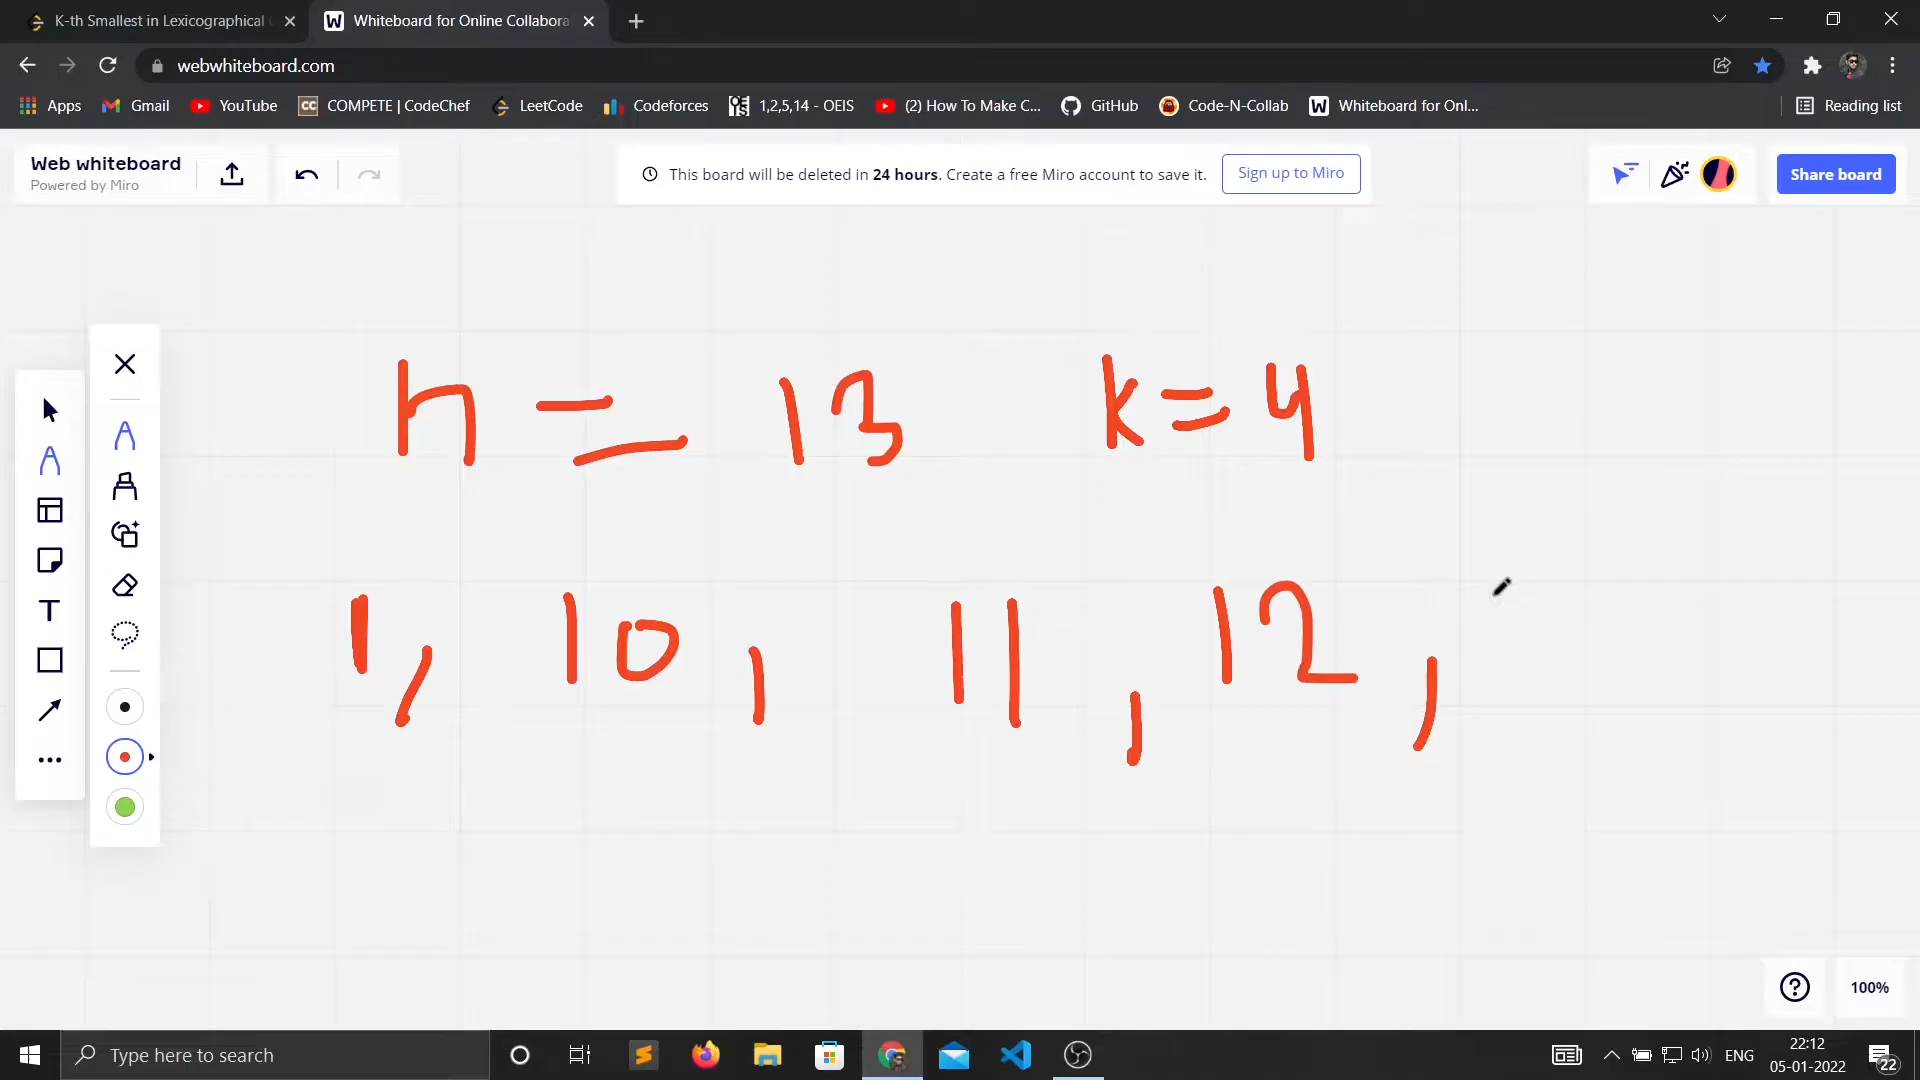 K-th Smallest in Lexicographical
Whiteboard for Online Collabora
webwhiteboard.com
Apps Gmail YouTube COMPETE | CodeChef LeetCode Codeforces 1,2,5,14 - OEIS (2) How To Make C... GitHub Code-N-Collab Whiteboard for Onl... Reading list
Web whiteboard
Powered by Miro
This board will be deleted in 24 hours. Create a free Miro account to save it.
Sign up to Miro
Share board
n = 13 k=4
1, 10, 11, 12,
100%
Type here to search
ENG
22:12
05-01-2022
22